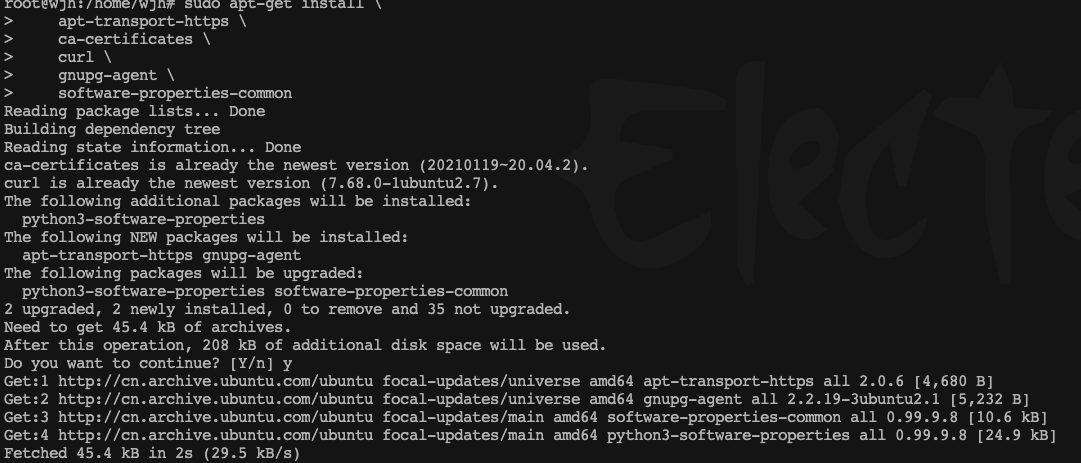 root@wjh:/home/wjh# sudo apt-get install \
>     apt-transport-https \
>     ca-certificates \
>     curl \
>     gnupg-agent \
>     software-properties-common
Reading package lists... Done
Building dependency tree
Reading state information... Done
ca-certificates is already the newest version (20210119~20.04.2).
curl is already the newest version (7.68.0-1ubuntu2.7).
The following additional packages will be installed:
  python3-software-properties
The following NEW packages will be installed:
  apt-transport-https gnupg-agent
The following packages will be upgraded:
  python3-software-properties software-properties-common
2 upgraded, 2 newly installed, 0 to remove and 35 not upgraded.
Need to get 45.4 kB of archives.
After this operation, 208 kB of additional disk space will be used.
Do you want to continue? [Y/n] y
Get:1 http://cn.archive.ubuntu.com/ubuntu focal-updates/universe amd64 apt-transport-https all 2.0.6 [4,680 B]
Get:2 http://cn.archive.ubuntu.com/ubuntu focal-updates/universe amd64 gnupg-agent all 2.2.19-3ubuntu2.1 [5,232 B]
Get:3 http://cn.archive.ubuntu.com/ubuntu focal-updates/main amd64 software-properties-common all 0.99.9.8 [10.6 kB]
Get:4 http://cn.archive.ubuntu.com/ubuntu focal-updates/main amd64 python3-software-properties all 0.99.9.8 [24.9 kB]
Fetched 45.4 kB in 2s (29.5 kB/s)
Electe